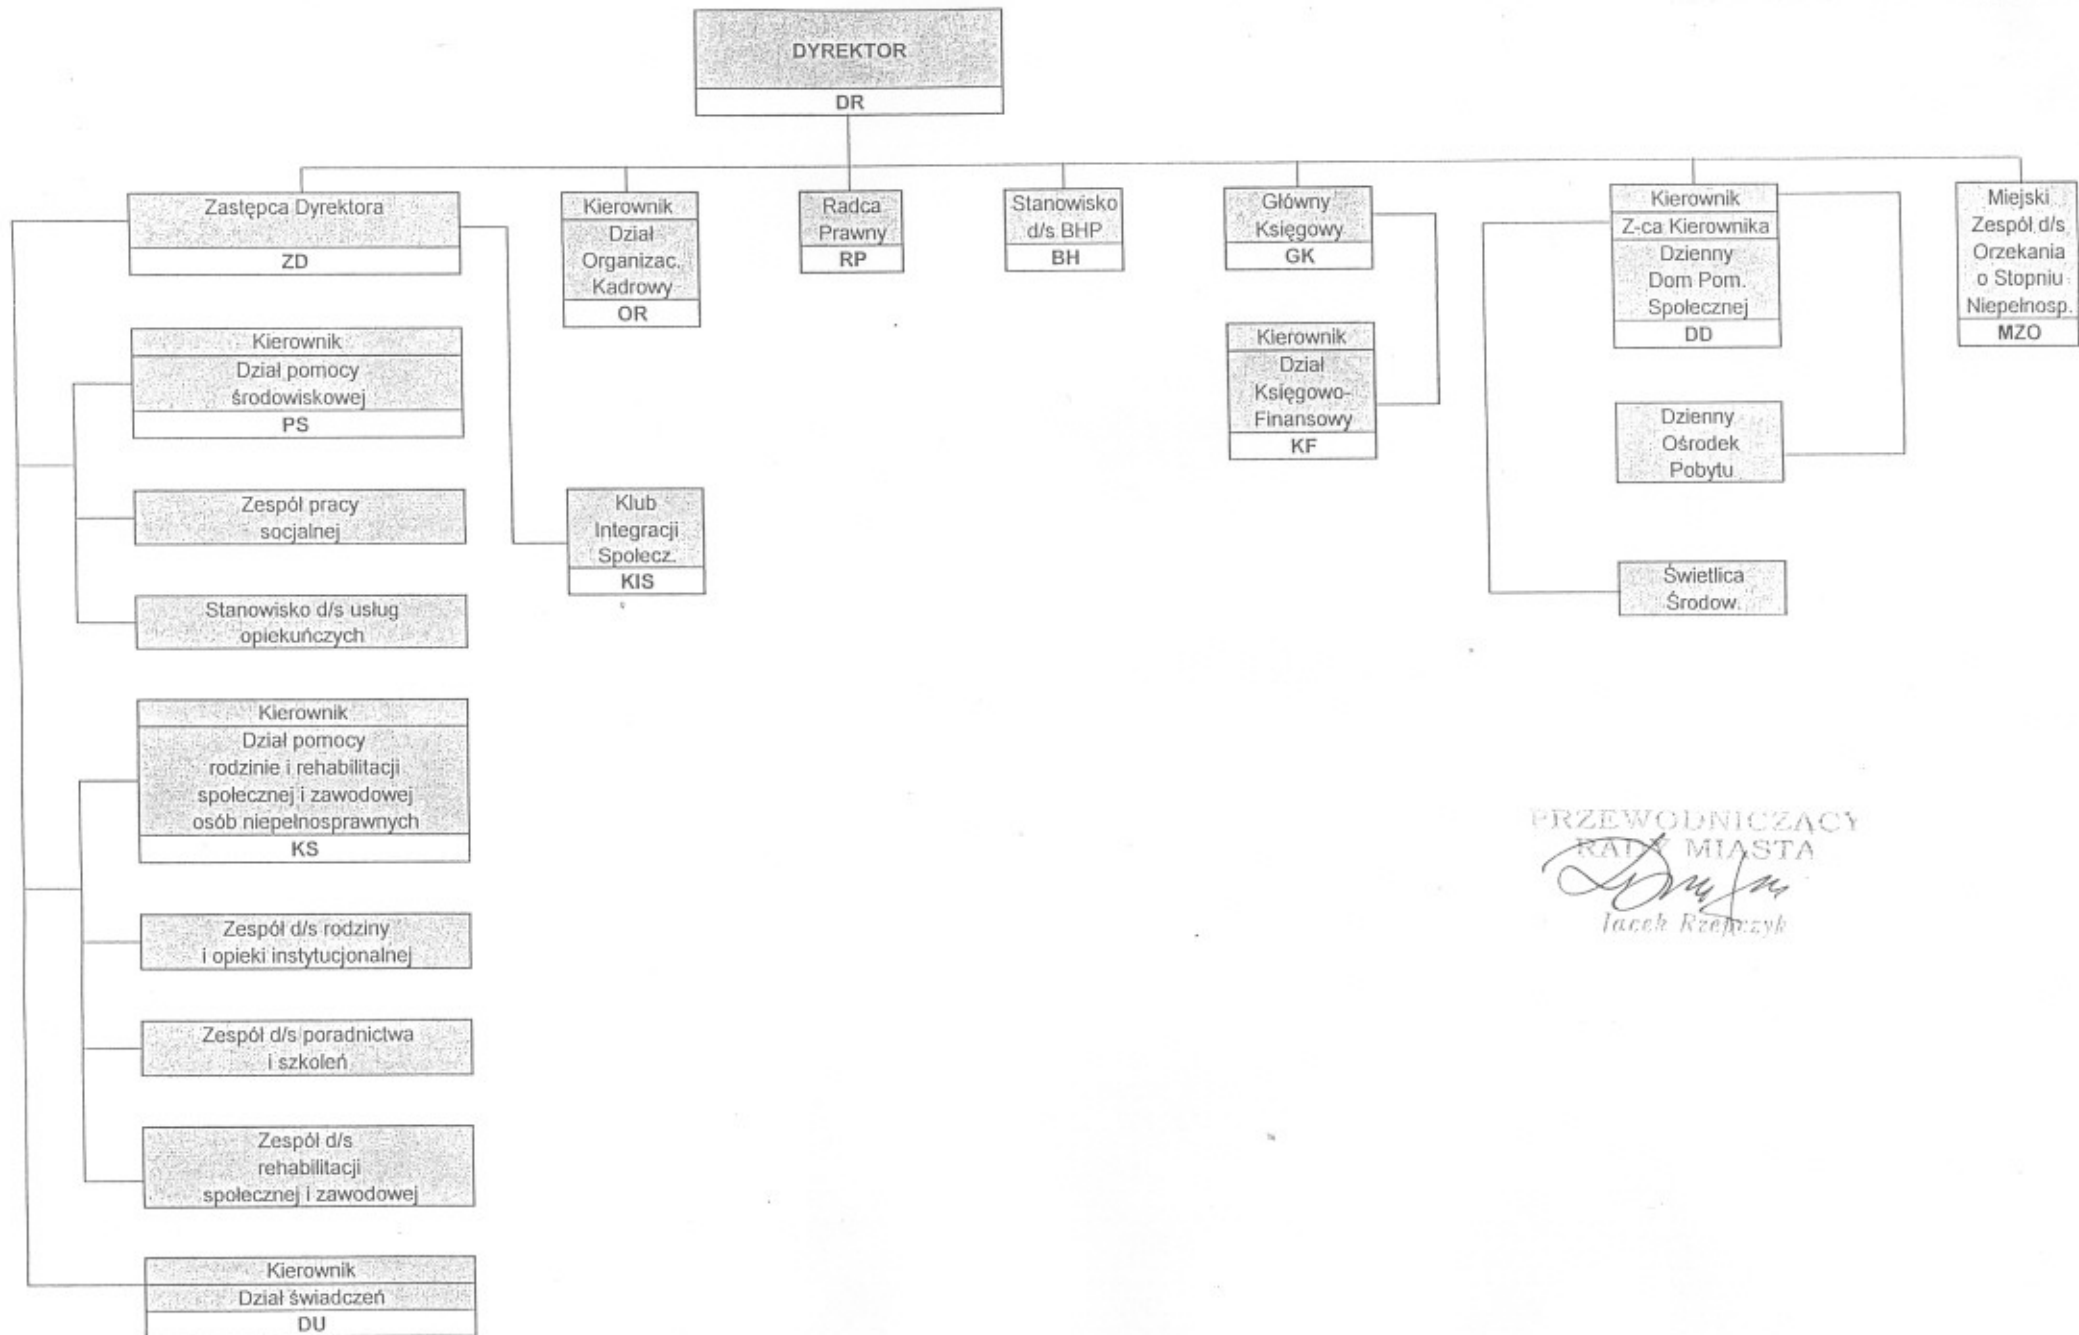 DYREKTOR
DR
Zastępca Dyrektora
ZD
Kierownik
Dział
Organizac.
Kadrowy
OR
Radca
Prawny
RP
Stanowisko
d/s BHP
BH
Główny
Księgowy
GK
Kierownik
Z-ca Kierownika
Dzienny
Dom Pom.
Społecznej
DD
Miejski
Zespół d/s
Orzekania
o Stopniu
Niepełnosp.
MZO
Kierownik
Dział pomocy
środowiskowej
PS
Kierownik
Dział
Księgowo-
Finansowy
KF
Dzienny
Ośrodek
Pobytu
Zespół pracy
socjalnej
Klub
Integracji
Społecz.
KIS
Świetlica
Środow.
Stanowisko d/s usług
opiekuńczych
Kierownik
Dział pomocy
rodzinie i rehabilitacji
społecznej i zawodowej
osób niepełnosprawnych
KS
Zespół d/s rodziny
i opieki instytucjonalnej
Zespół d/s poradnictwa
i szkoleń
Zespół d/s
rehabilitacji
społecznej i zawodowej
Kierownik
Dział świadczeń
DU
PRZEWODNICZĄCY
RADY MIASTA
Jacek